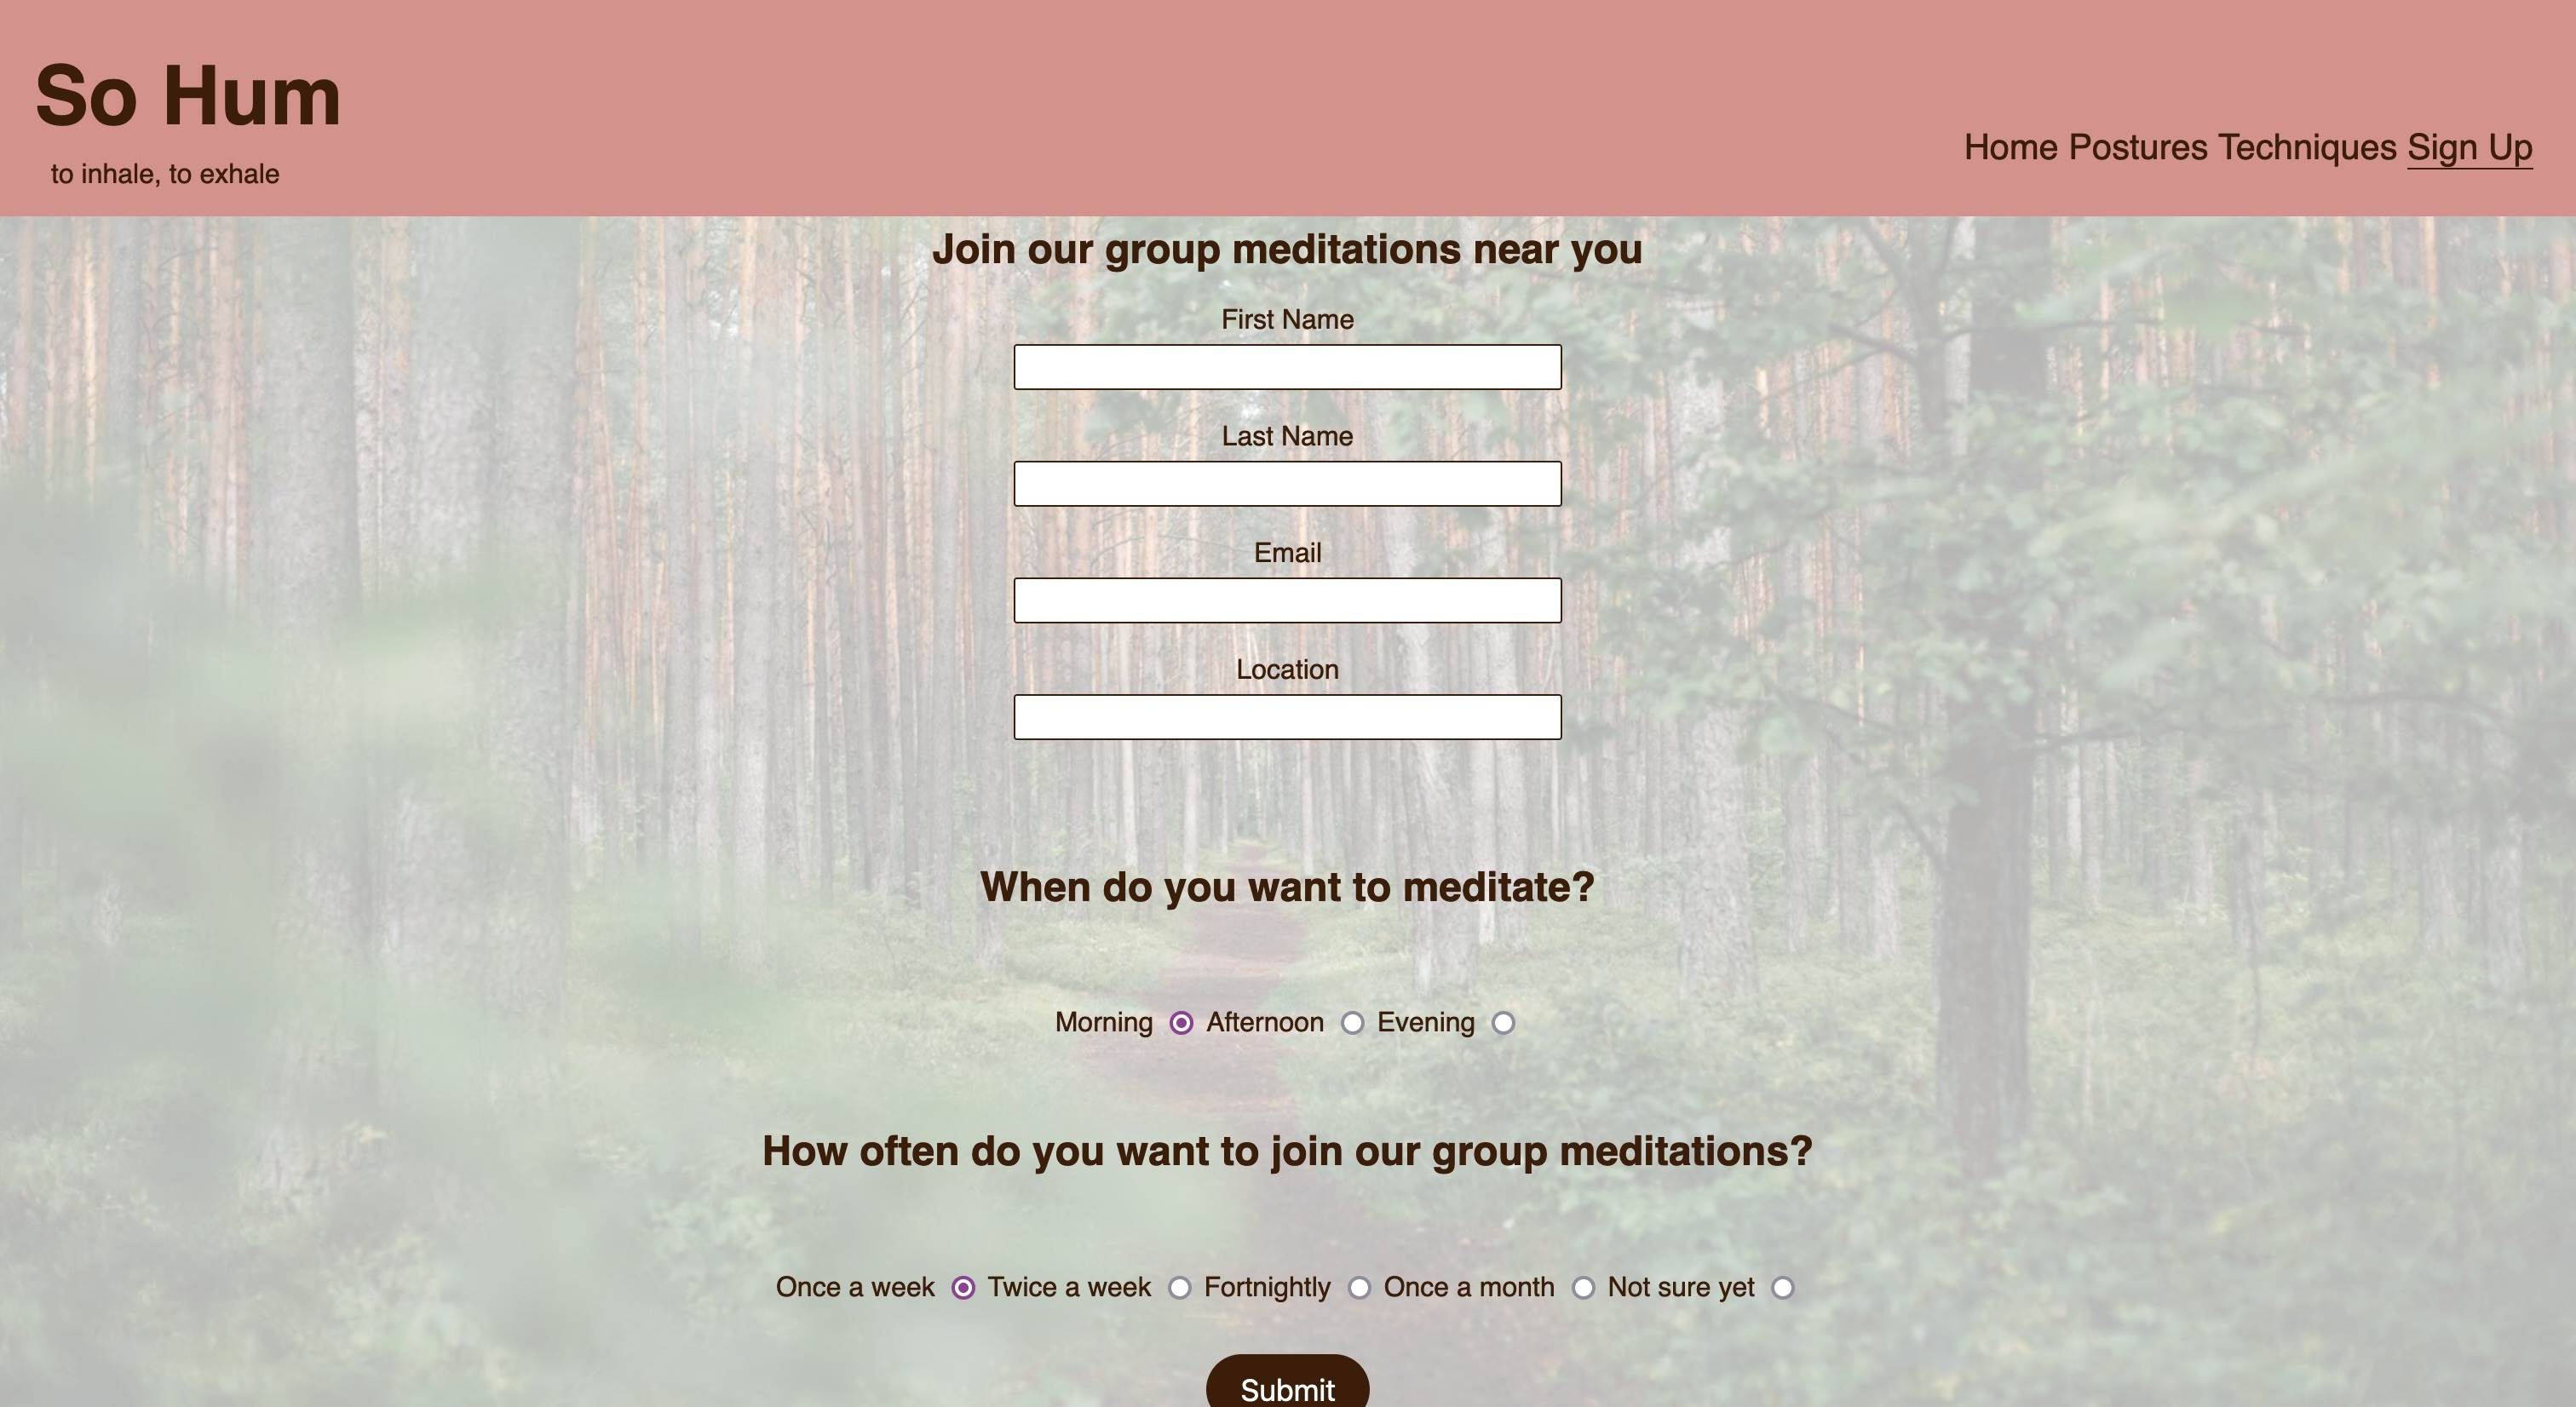 So Hum
to inhale, to exhale
Home Postures Techniques Sign Up
Join our group meditations near you
First Name
Last Name
Email
Location
When do you want to meditate?
Morning Afternoon Evening
How often do you want to join our group meditations?
Once a week Twice a week Fortnightly Once a month Not sure yet
Submit